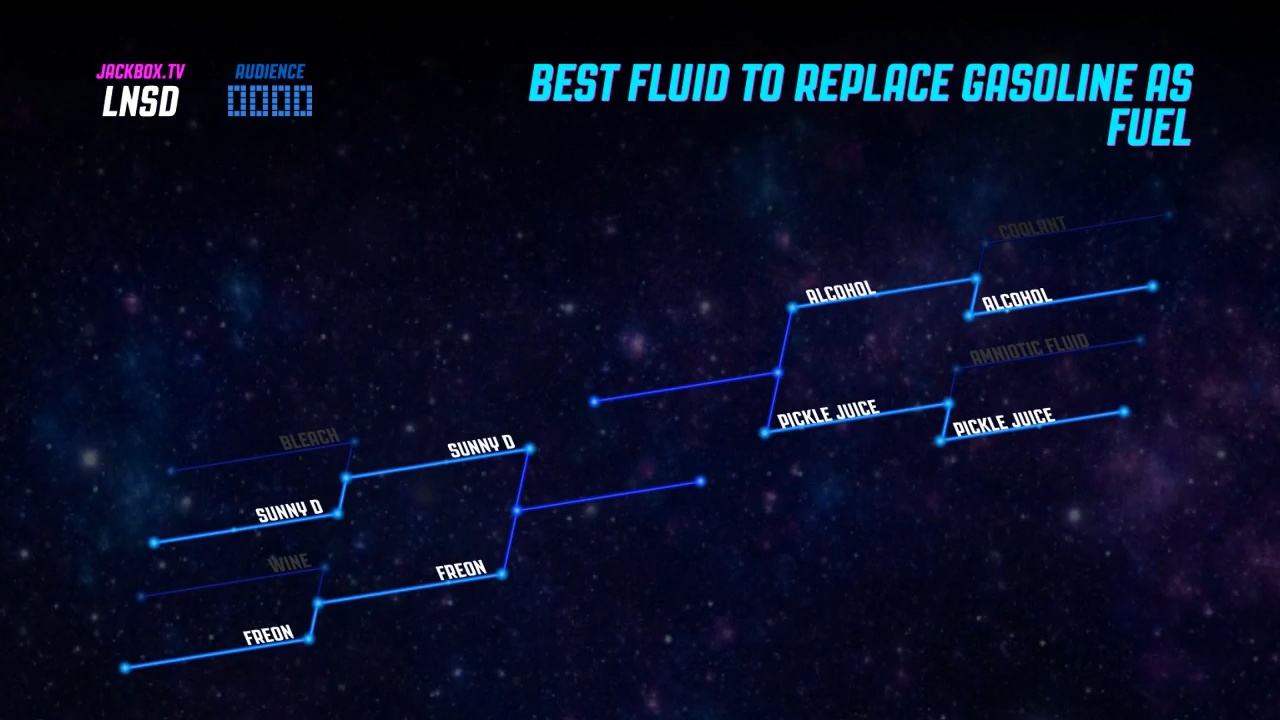 JACKBOX.TV
LNSD
AUDIENCE
0000
BEST FLUID TO REPLACE GASOLINE AS
FUEL
COOLANT
ALCOHOL
ALCOHOL
AMNIOTIC FLUID
PICKLE JUICE
PICKLE JUICE
BLEACH
SUNNY D
SUNNY D
WINE
FREON
FREON